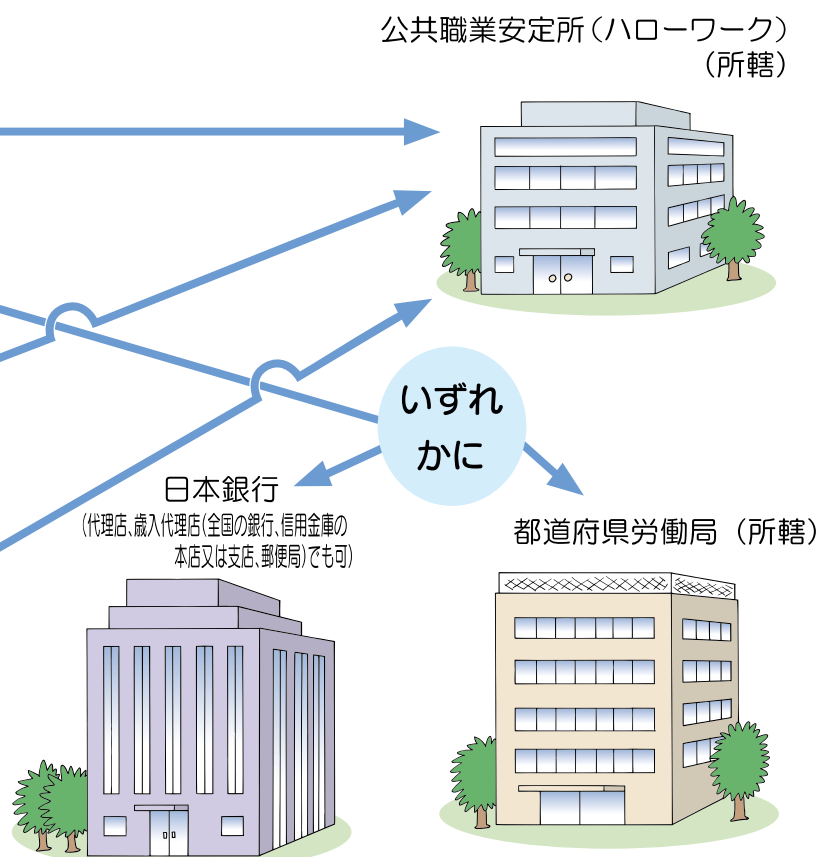 公共職業安定所(ハローワーク)
(所轄)
いずれ
かに
日本銀行
(代理店、歳入代理店(全国の銀行、信用金庫の
本店又は支店、郵便局)でも可)
都道府県労働局(所轄)